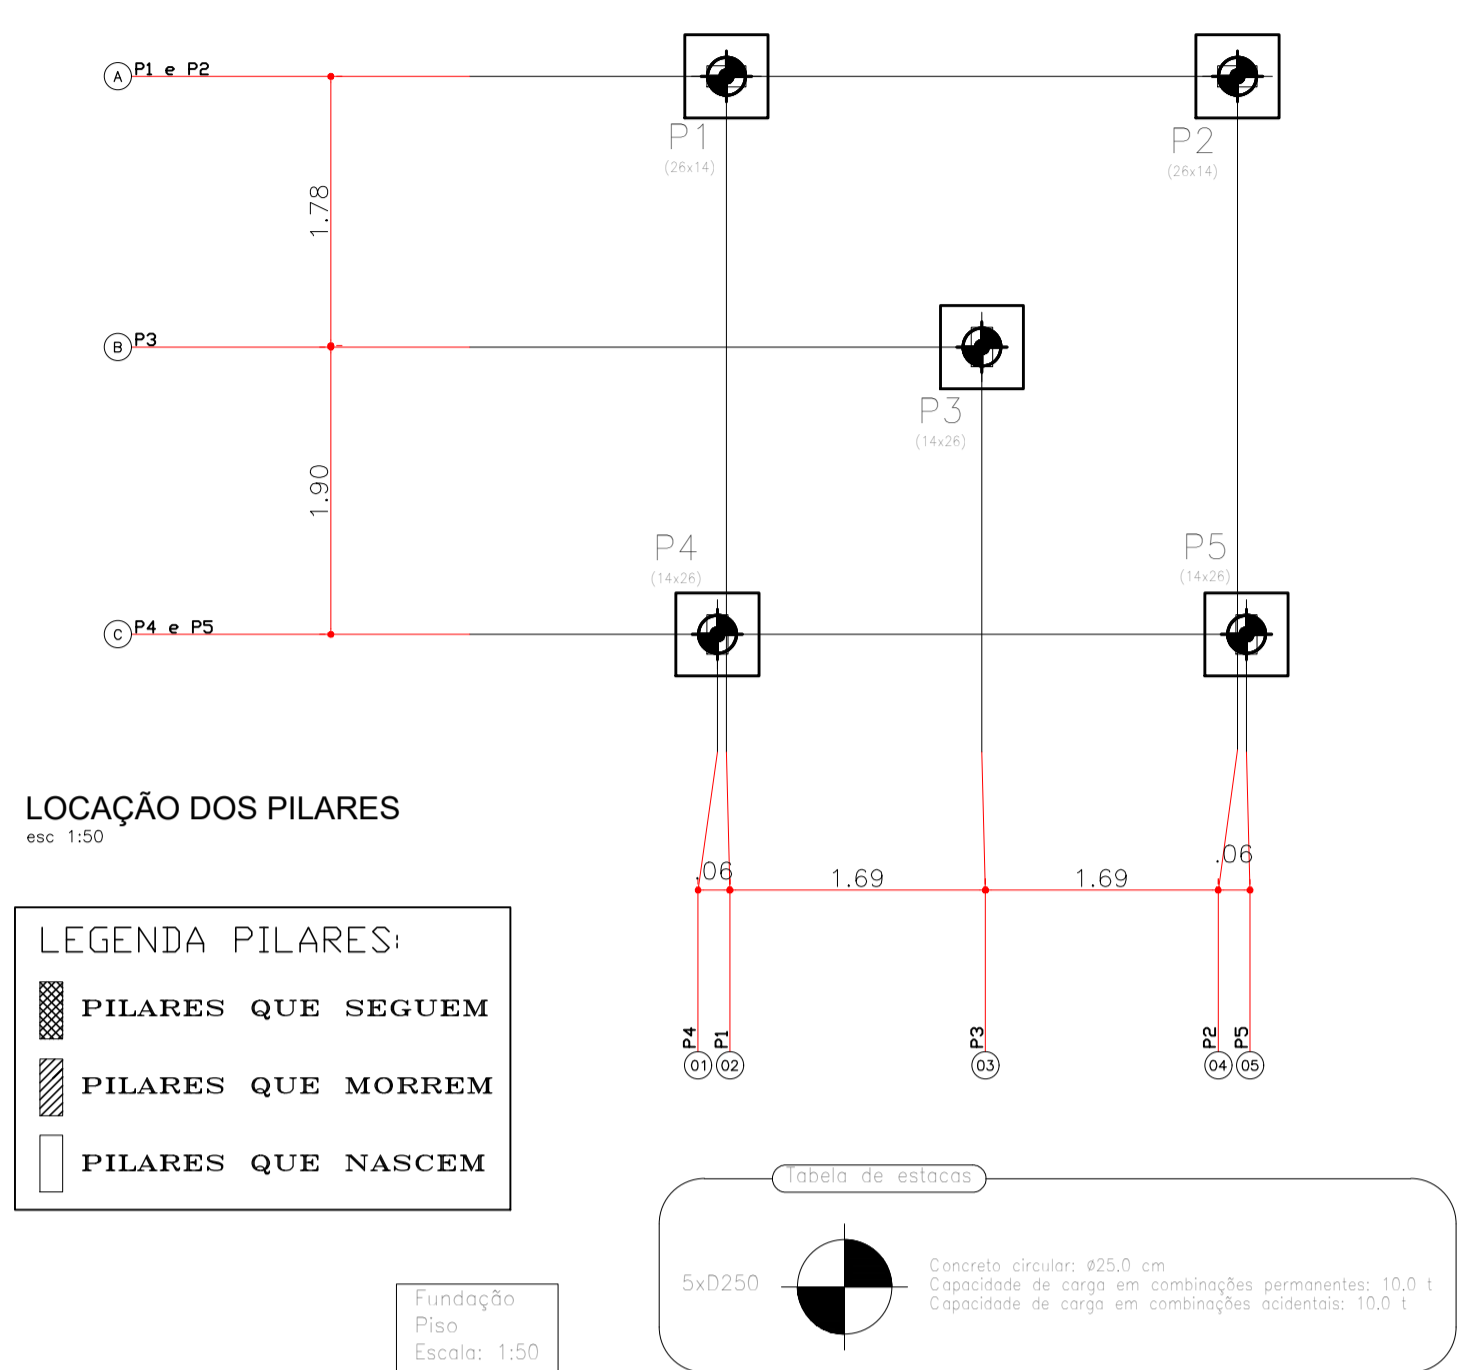 A P1 e P2
P1
(26x14)
P2
(26x14)
1.78
B P3
P3
(14x26)
1.90
P4
(14x26)
P5
(14x26)
C P4 e P5
LOCAÇÃO DOS PILARES
esc 1:50
.06
1.69
1.69
.06
P4
P1
P3
P2
P5
01
02
03
04
05
LEGENDA PILARES:
PILARES QUE SEGUEM
PILARES QUE MORREM
PILARES QUE NASCEM
Tabela de estacas
5xD250
Concreto circular: Ø25.0 cm
Capacidade de carga em combinações permanentes: 10.0 t
Capacidade de carga em combinações acidentais: 10.0 t
Fundação
Piso
Escala: 1:50